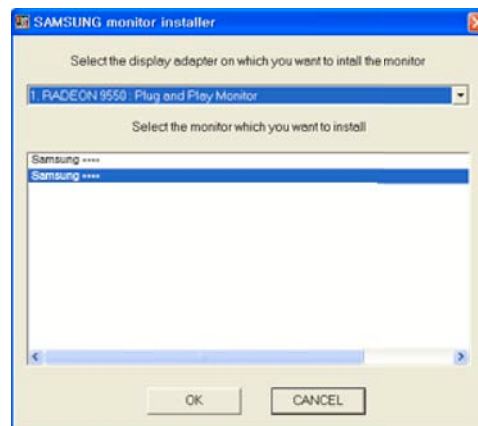 SAMSUNG monitor installer
Select the display adapter on which you want to intall the monitor
1. RADEON 9550 : Plug and Play Monitor
Select the monitor which you want to install
Samsung ----
Samsung ----
OK
CANCEL